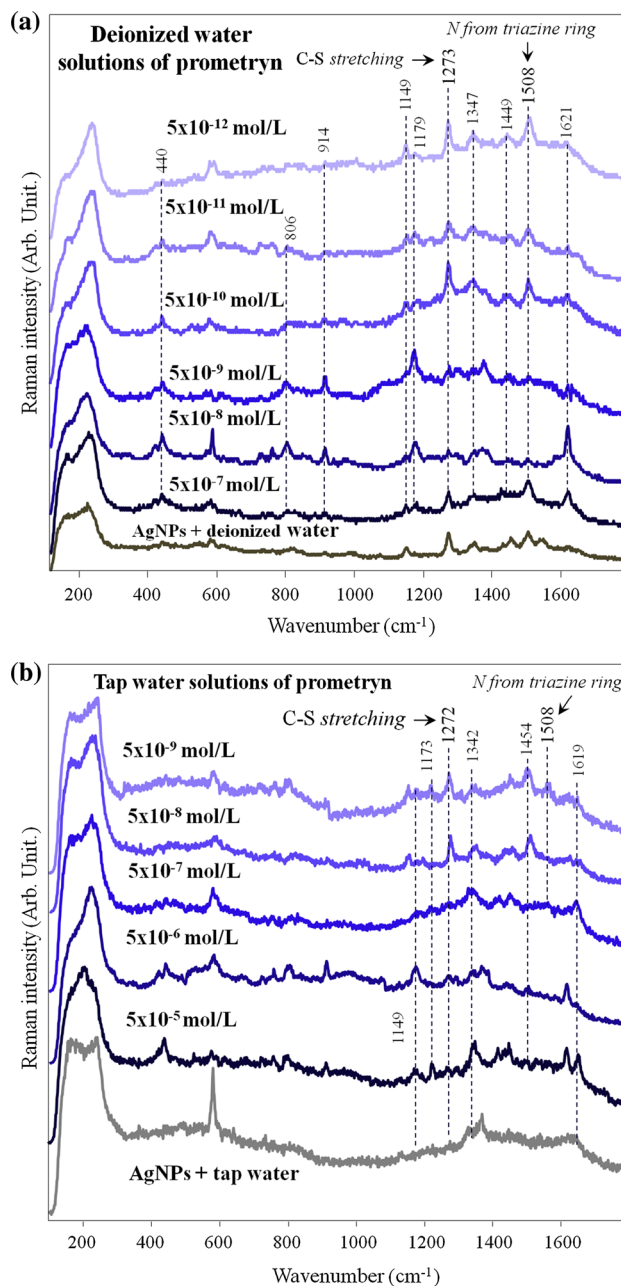 (a)
Deionized water
solutions of prometryn
N from triazine ring
C-S stretching
440
806
914
1149
1179
1273
1347
1449
1508
1621
5x10-12 mol/L
5x10-11 mol/L
5x10-10 mol/L
5x10-9 mol/L
5x10-8 mol/L
5x10-7 mol/L
AgNPs + deionized water
Raman intensity (Arb. Unit.)
200 400 600 800 1000 1200 1400 1600
Wavenumber (cm-1)
(b)
Tap water solutions of prometryn
N from triazine ring
C-S stretching
1149
1173
1272
1342
1454
1508
1619
5x10-9 mol/L
5x10-8 mol/L
5x10-7 mol/L
5x10-6 mol/L
5x10-5 mol/L
AgNPs + tap water
Raman intensity (Arb. Unit.)
200 400 600 800 1000 1200 1400 1600
Wavenumber (cm-1)